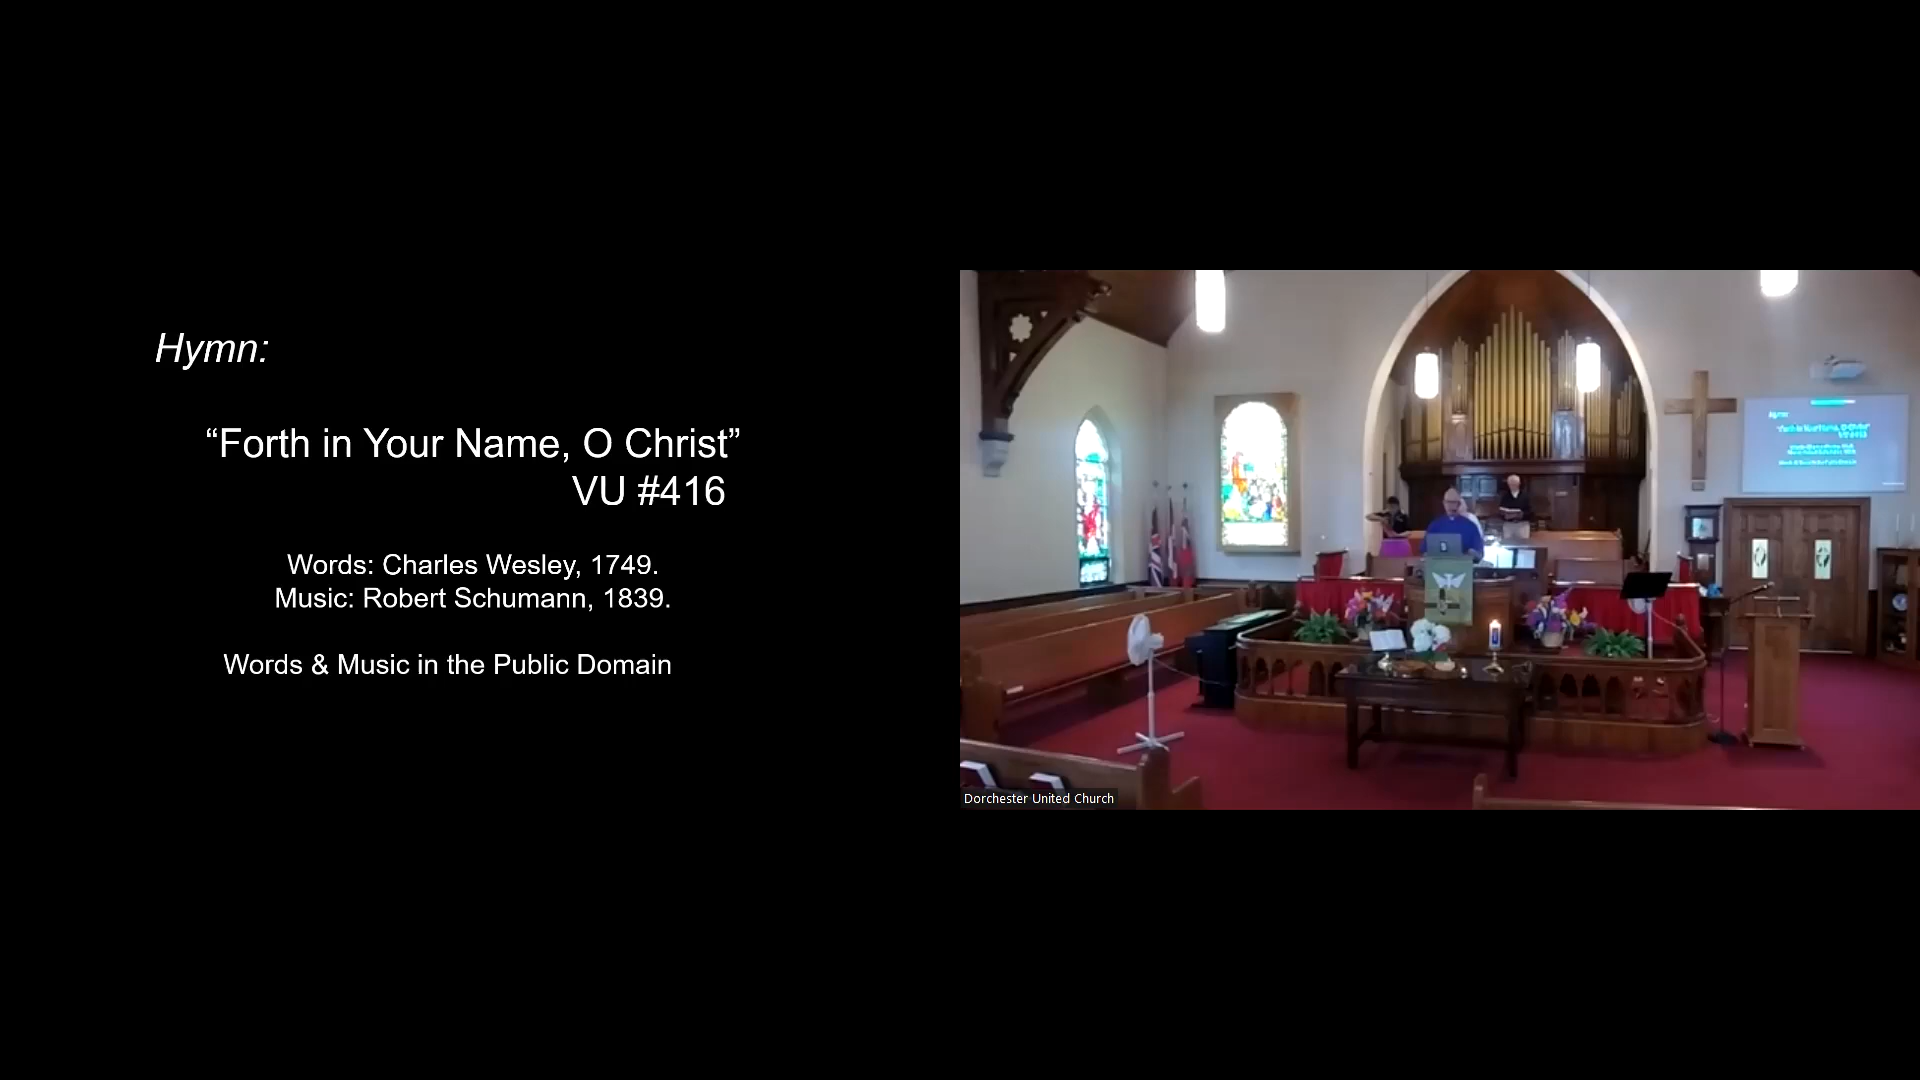 Hymn:
“Forth in Your Name, O Christ”
VU #416
Words: Charles Wesley, 1749.
Music: Robert Schumann, 1839.
Words & Music in the Public Domain
Dorchester United Church